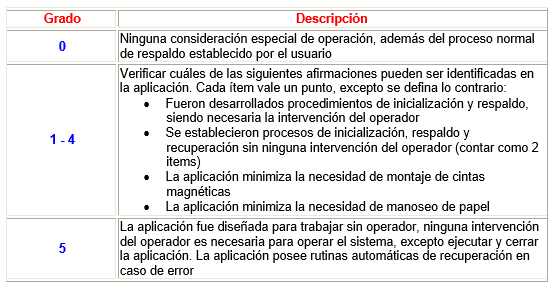 Grado Descripción
0 Ninguna consideración especial de operación, además del proceso normal
de respaldo establecido por el usuario
1 - 4 Verificar cuáles de las siguientes afirmaciones pueden ser identificadas en
la aplicación. Cada ítem vale un punto, excepto se defina lo contrario:
• Fueron desarrollados procedimientos de inicialización y respaldo,
siendo necesaria la intervención del operador
• Se establecieron procesos de inicialización, respaldo y
recuperación sin ninguna intervención del operador (contar como 2
items)
• La aplicación minimiza la necesidad de montaje de cintas
magnéticas
• La aplicación minimiza la necesidad de manoseo de papel
5 La aplicación fue diseñada para trabajar sin operador, ninguna intervención
del operador es necesaria para operar el sistema, excepto ejecutar y cerrar
la aplicación. La aplicación posee rutinas automáticas de recuperación en
caso de error